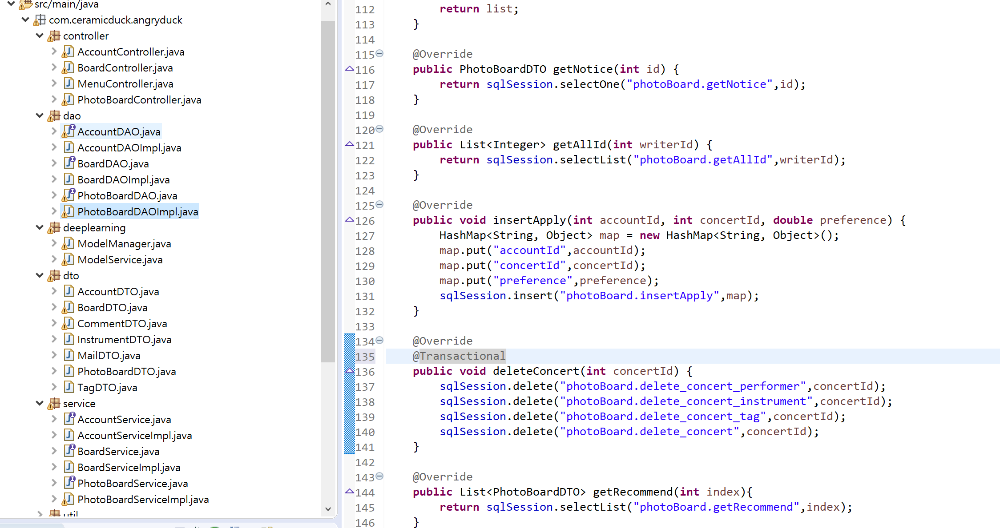 src/main/java
com.ceramicduck.angryduck
controller
AccountController.java
BoardController.java
MenuController.java
PhotoBoardController.java
dao
AccountDAO.java
AccountDAOImpl.java
BoardDAO.java
BoardDAOImpl.java
PhotoBoardDAO.java
PhotoBoardDAOImpl.java
deeplearning
ModelManager.java
ModelService.java
dto
AccountDTO.java
BoardDTO.java
CommentDTO.java
InstrumentDTO.java
MailDTO.java
PhotoBoardDTO.java
TagDTO.java
service
AccountService.java
AccountServiceImpl.java
BoardService.java
BoardServiceImpl.java
PhotoBoardService.java
PhotoBoardServiceImpl.java
util
112 return list;
113 }
114
115 @Override
116 public PhotoBoardDTO getNotice(int id) {
117 return sqlSession.selectOne("photoBoard.getNotice",id);
118 }
119
120 @Override
121 public List<Integer> getAllId(int writerId) {
122 return sqlSession.selectList("photoBoard.getAllId",writerId);
123 }
124
125 @Override
126 public void insertApply(int accountId, int concertId, double preference) {
127 HashMap<String, Object> map = new HashMap<String, Object>();
128 map.put("accountId",accountId);
129 map.put("concertId",concertId);
130 map.put("preference",preference);
131 sqlSession.insert("photoBoard.insertApply",map);
132 }
133
134 @Override
135 @Transactional
136 public void deleteConcert(int concertId) {
137 sqlSession.delete("photoBoard.delete_concert_performer",concertId);
138 sqlSession.delete("photoBoard.delete_concert_instrument",concertId);
139 sqlSession.delete("photoBoard.delete_concert_tag",concertId);
140 sqlSession.delete("photoBoard.delete_concert",concertId);
141 }
142
143 @Override
144 public List<PhotoBoardDTO> getRecommend(int index){
145 return sqlSession.selectList("photoBoard.getRecommend",index);
146 }